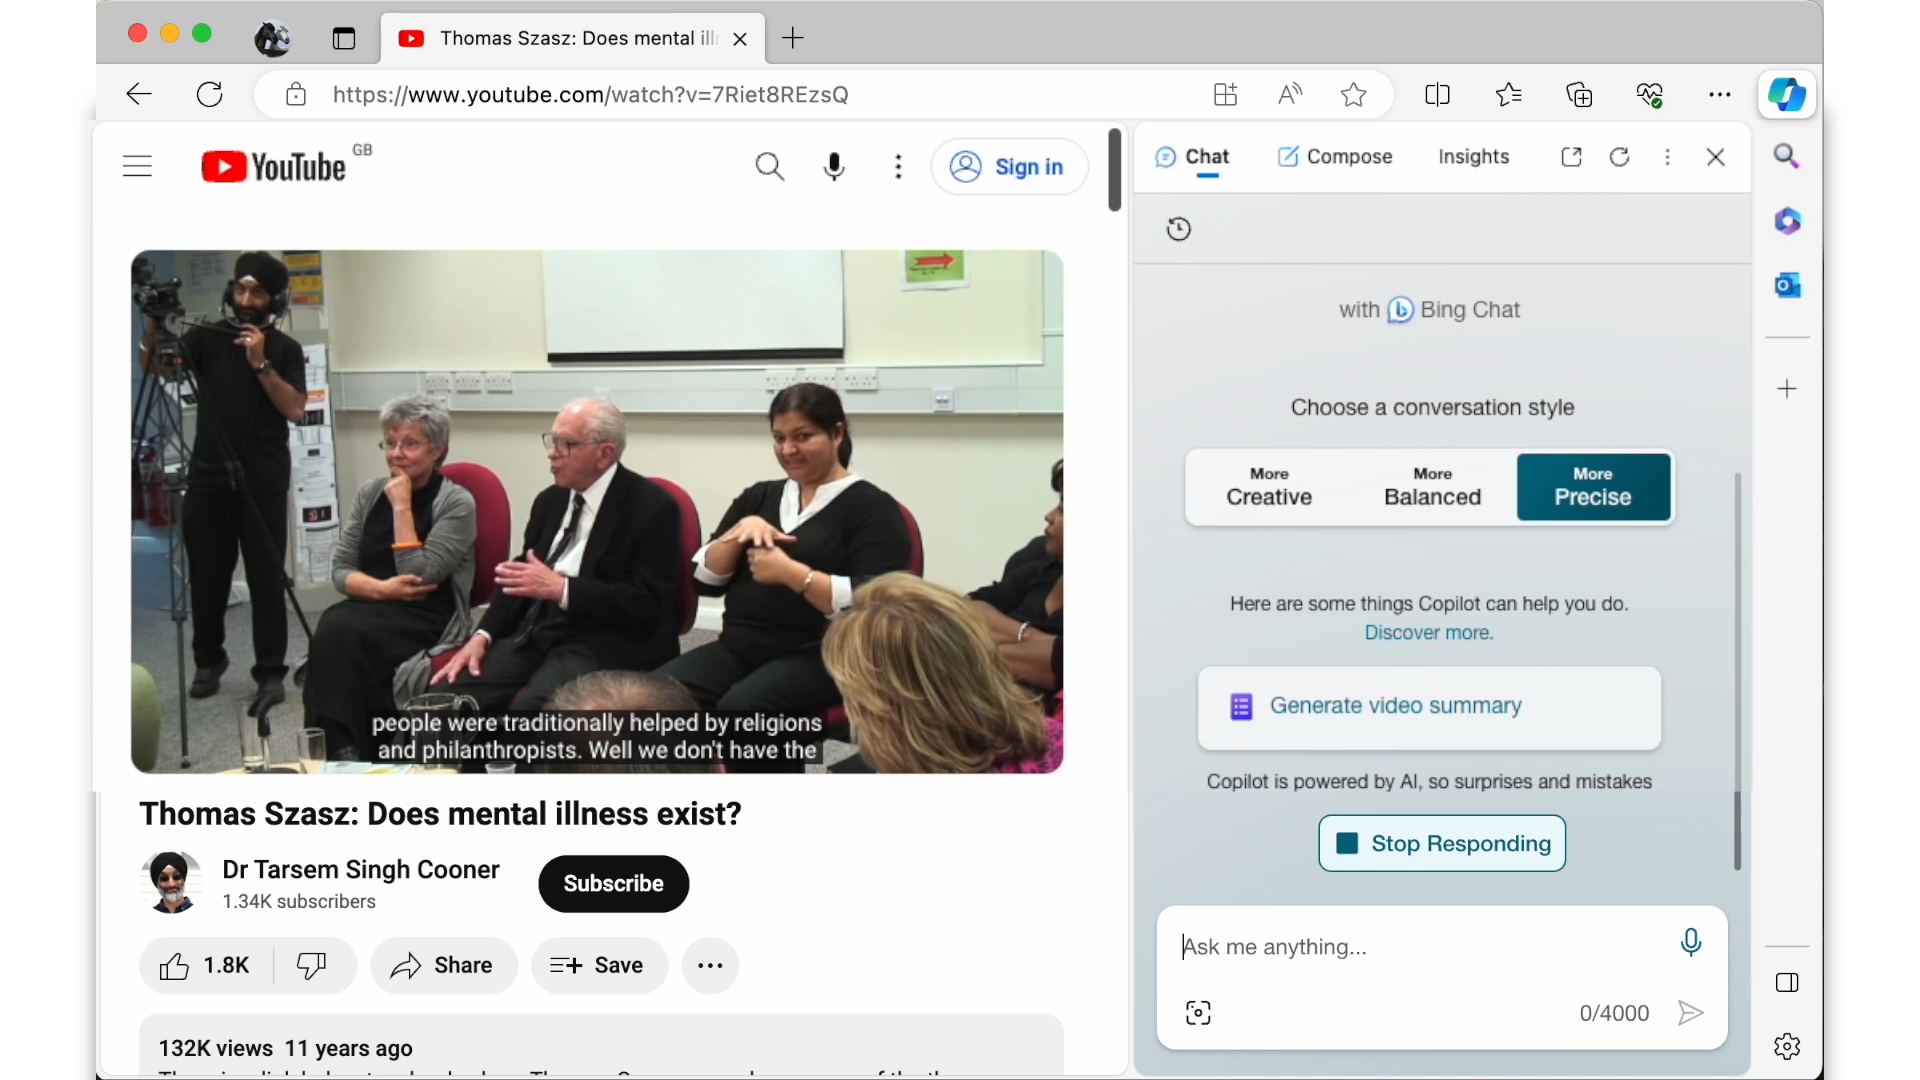 Thomas Szasz: Does mental ill
https://www.youtube.com/watch?v=7Riet8REzsQ
YouTube GB
Sign in
people were traditionally helped by religions
and philanthropists. Well we don't have the
Thomas Szasz: Does mental illness exist?
Dr Tarsem Singh Cooner
1.34K subscribers
Subscribe
1.8K
Share
Save
132K views 11 years ago
Chat
Compose
Insights
with Bing Chat
Choose a conversation style
More
Creative
More
Balanced
More
Precise
Here are some things Copilot can help you do.
Discover more.
Generate video summary
Copilot is powered by AI, so surprises and mistakes
Stop Responding
Ask me anything...
0/4000